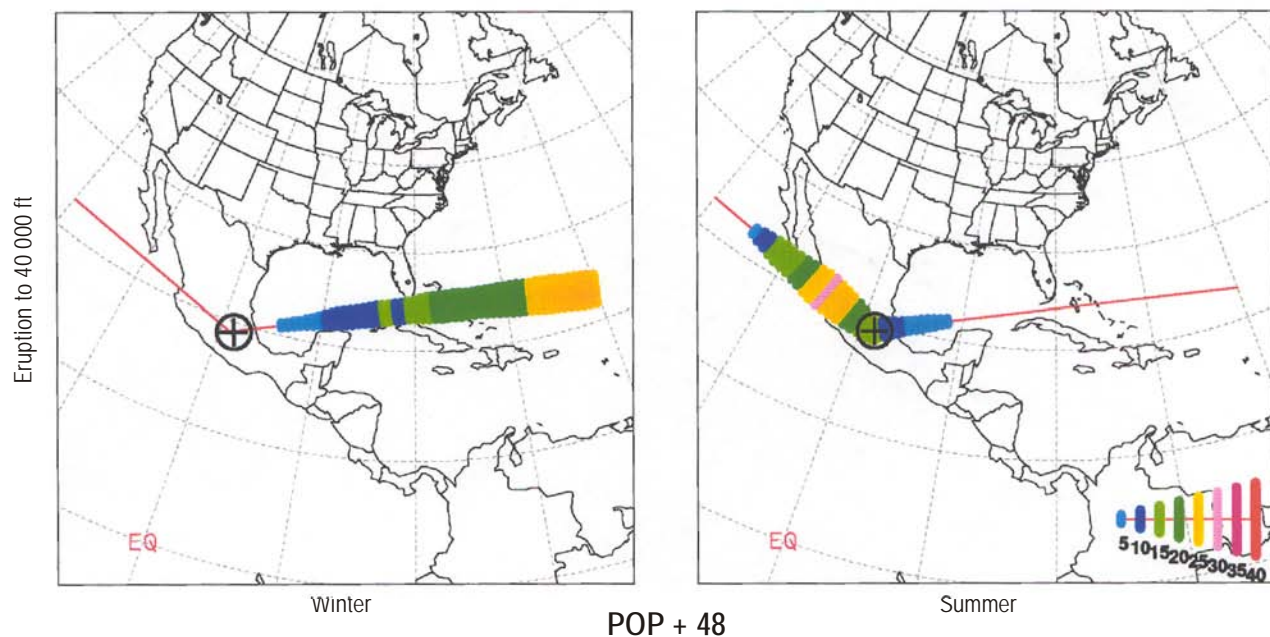 Eruption to 40 000 ft
EQ
EQ
5 10 15 20 25 30 35 40
Winter
Summer
POP + 48